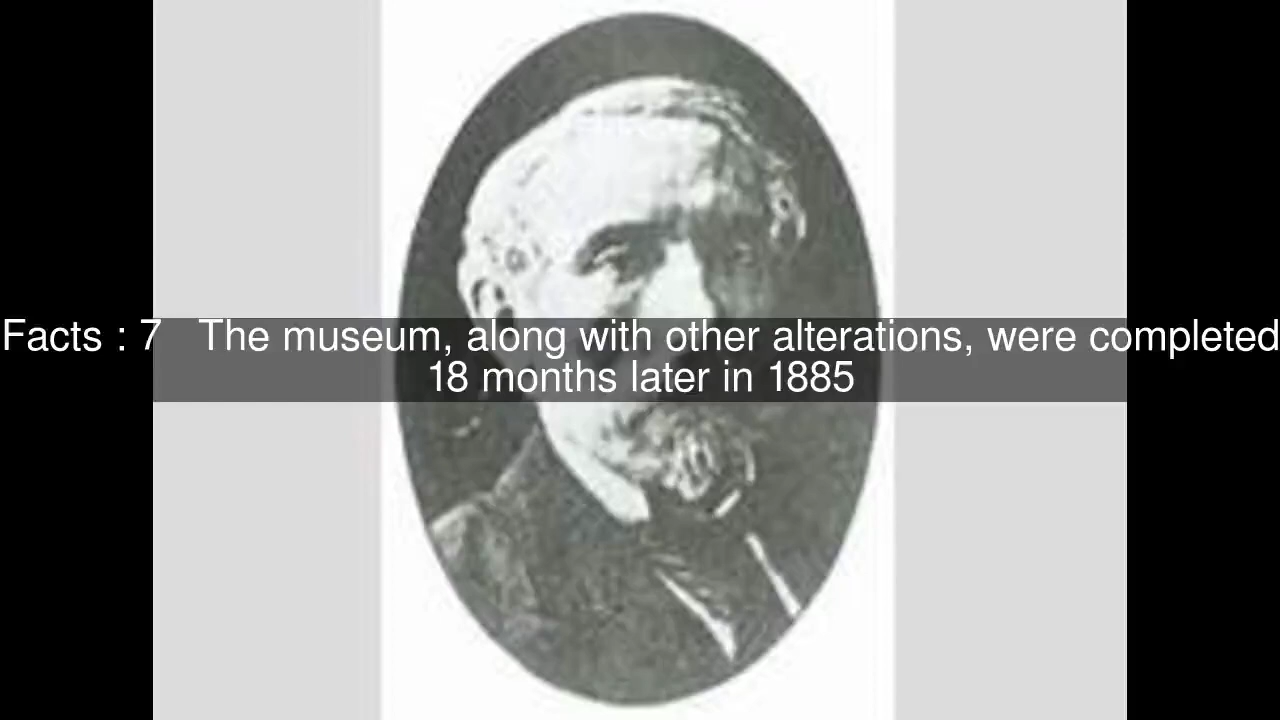 Facts : 7   The museum, along with other alterations, were completed
18 months later in 1885